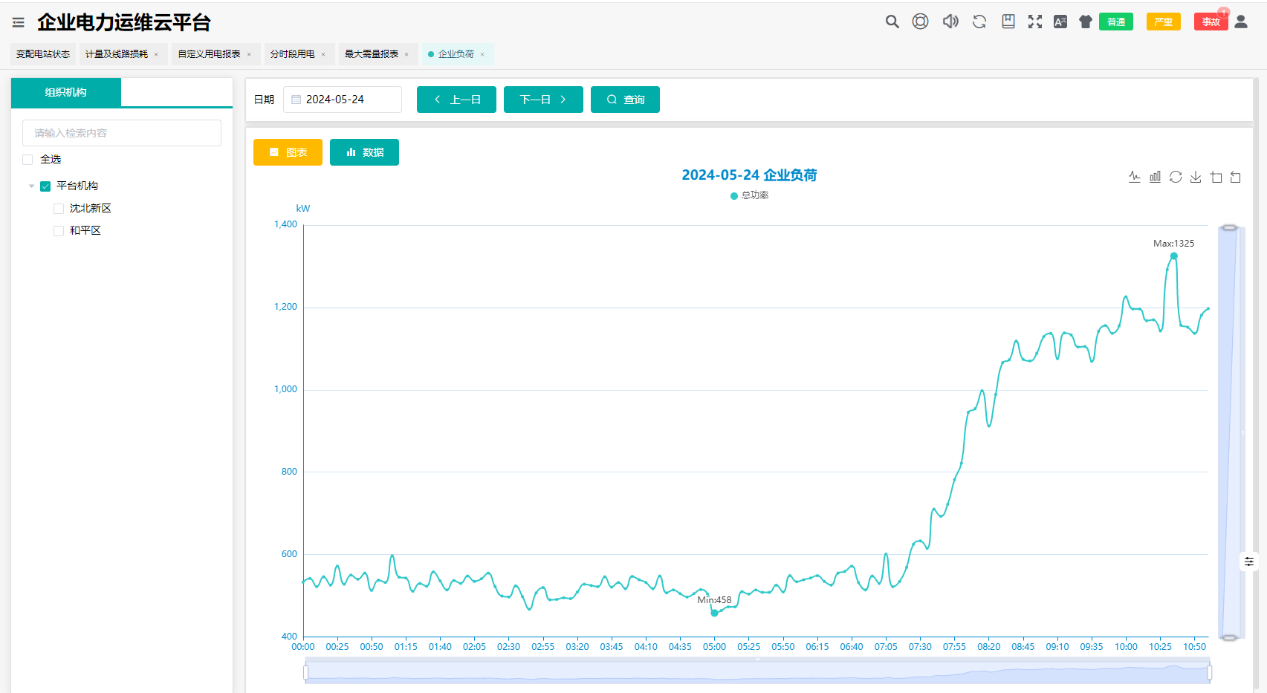 企业电力运维云平台
普通 严重 事故
变配电站状态 计量及线路损耗 × 自定义用电报表 × 分时段用电 × 最大需量报表 × 企业负荷 ×
组织机构
请输入检索内容
全选
平台机构
沈北新区
和平区
日期 2024-05-24 上一日 下一日 查询
图表 数据
2024-05-24 企业负荷
总功率
kW
1,400
1,200
1,000
800
600
400
Max:1325
Min:458
00:00 00:25 00:50 01:15 01:40 02:05 02:30 02:55 03:20 03:45 04:10 04:35 05:00 05:25 05:50 06:15 06:40 07:05 07:30 07:55 08:20 08:45 09:10 09:35 10:00 10:25 10:50